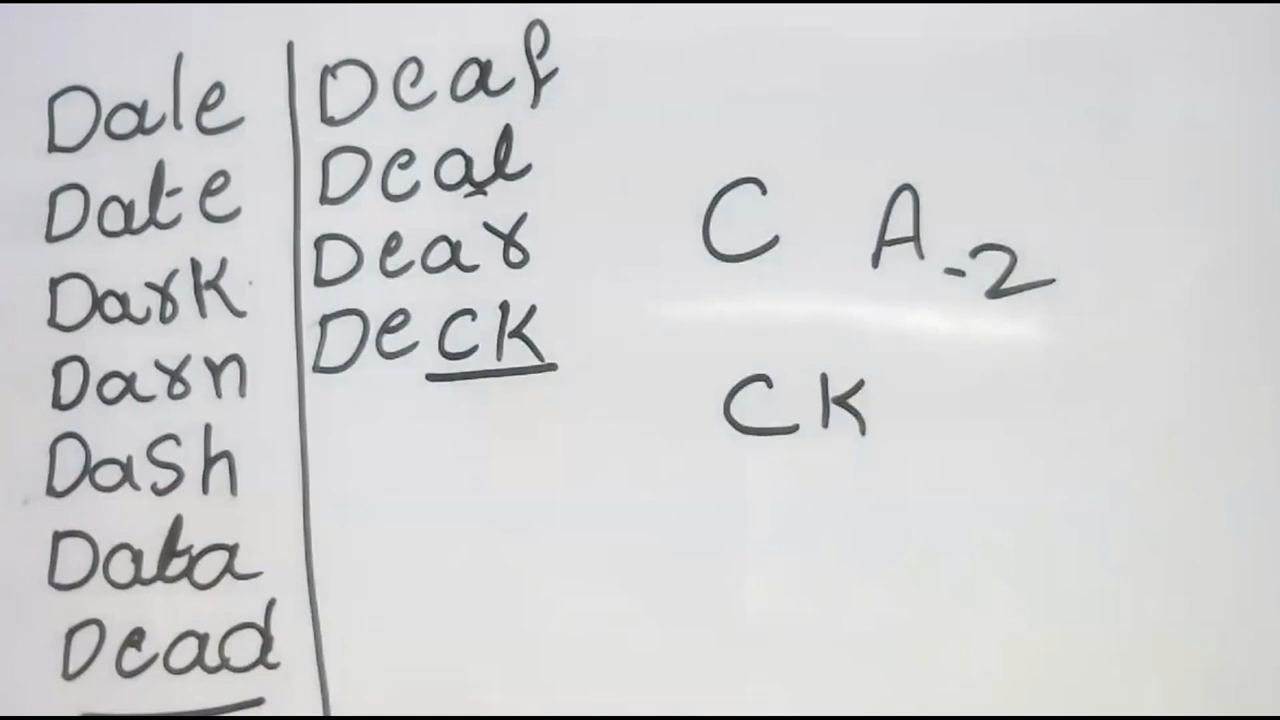 Dale
Date
Dark
Darn
Dash
Data
Dead
Deaf
Deal
Dear
Deck
C A-2
CK